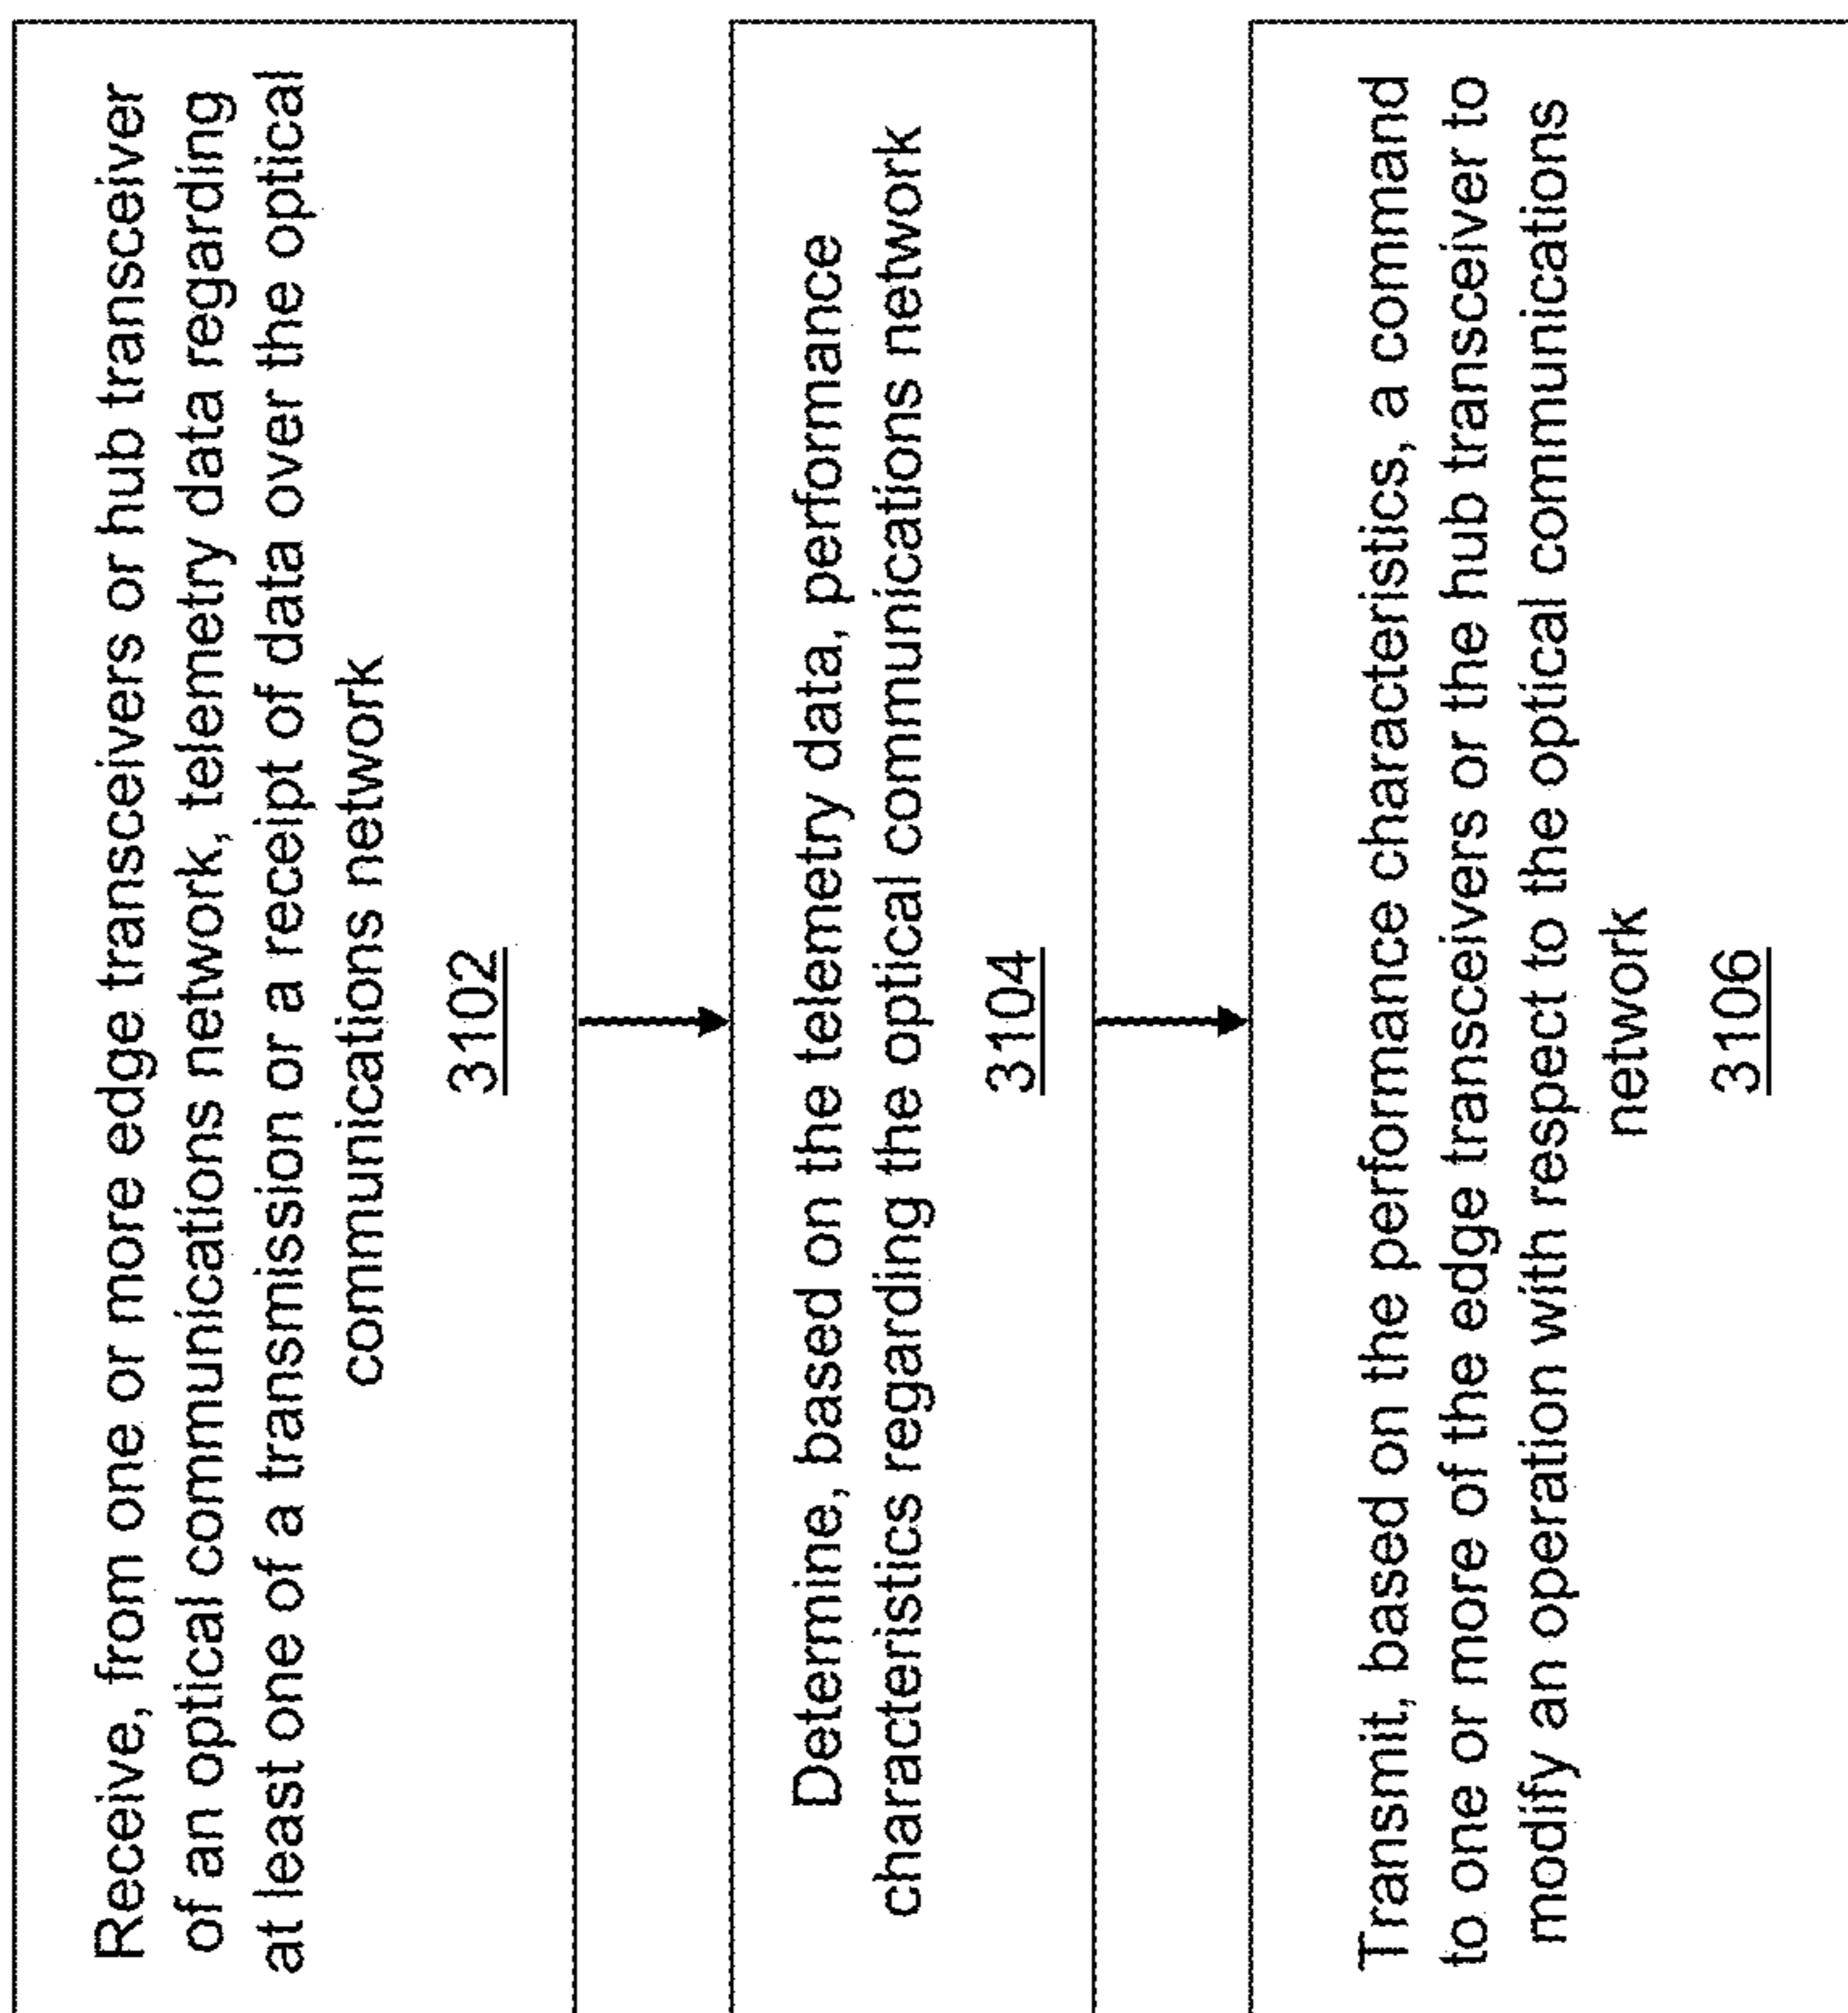 Receive, from one or more edge transceivers or hub transceiver
of an optical communications network, telemetry data regarding
at least one of a transmission or a receipt of data over the optical
communications network
3102
Determine, based on the telemetry data, performance
characteristics regarding the optical communications network
3104
Transmit, based on the performance characteristics, a command
to one or more of the edge transceivers or the hub transceiver to
modify an operation with respect to the optical communications
network
3106